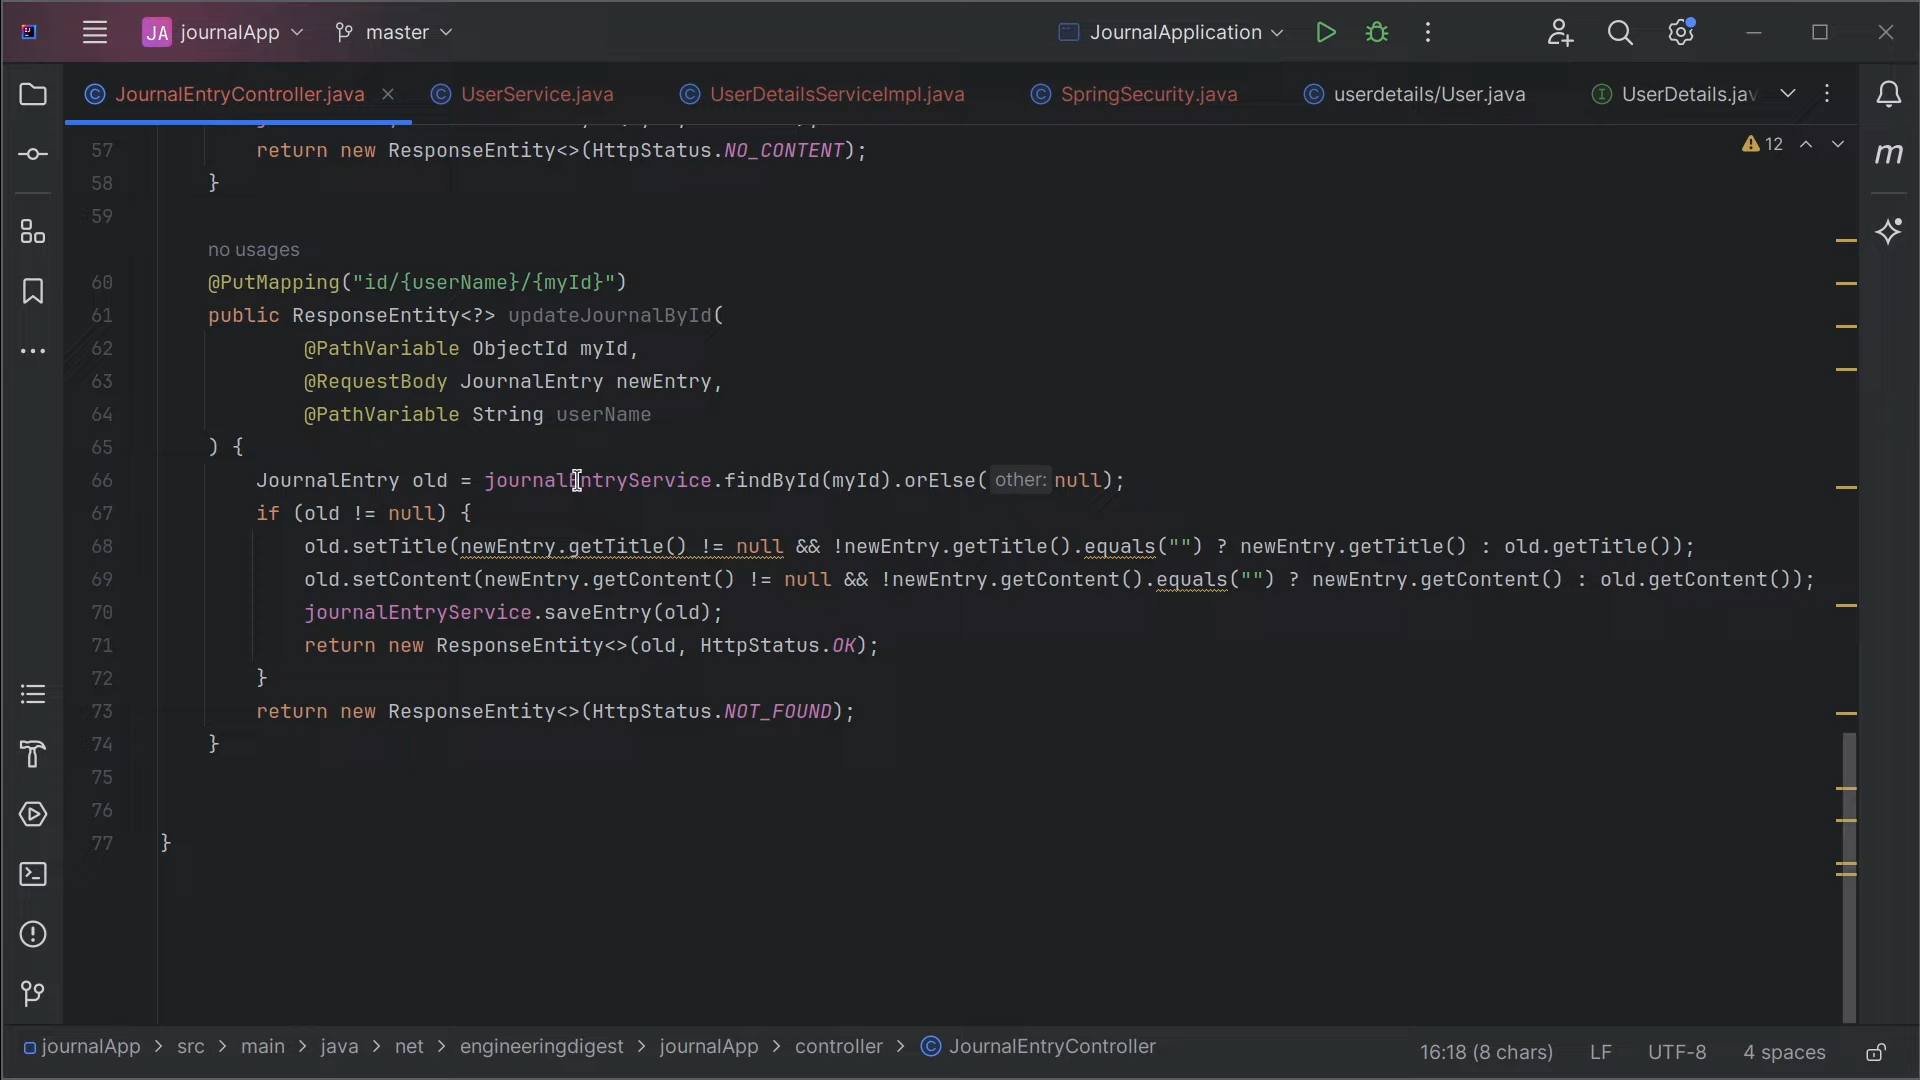 JA journalApp master JournalApplication
JournalEntryController.java UserService.java UserDetailsServiceImpl.java SpringSecurity.java userdetails/User.java UserDetails.jav
12
m
57 return new ResponseEntity<>(HttpStatus.NO_CONTENT);
58 }
59
no usages
60 @PutMapping("id/{userName}/{myId}")
61 public ResponseEntity<?> updateJournalById(
62 @PathVariable ObjectId myId,
63 @RequestBody JournalEntry newEntry,
64 @PathVariable String userName
65 ) {
66 JournalEntry old = journalEntryService.findById(myId).orElse( other: null);
67 if (old != null) {
68 old.setTitle(newEntry.getTitle() != null && !newEntry.getTitle().equals("") ? newEntry.getTitle() : old.getTitle());
69 old.setContent(newEntry.getContent() != null && !newEntry.getContent().equals("") ? newEntry.getContent() : old.getContent());
70 journalEntryService.saveEntry(old);
71 return new ResponseEntity<>(old, HttpStatus.OK);
72 }
73 return new ResponseEntity<>(HttpStatus.NOT_FOUND);
74 }
75
76
77 }
journalApp > src > main > java > net > engineeringdigest > journalApp > controller > JournalEntryController
16:18 (8 chars) LF UTF-8 4 spaces